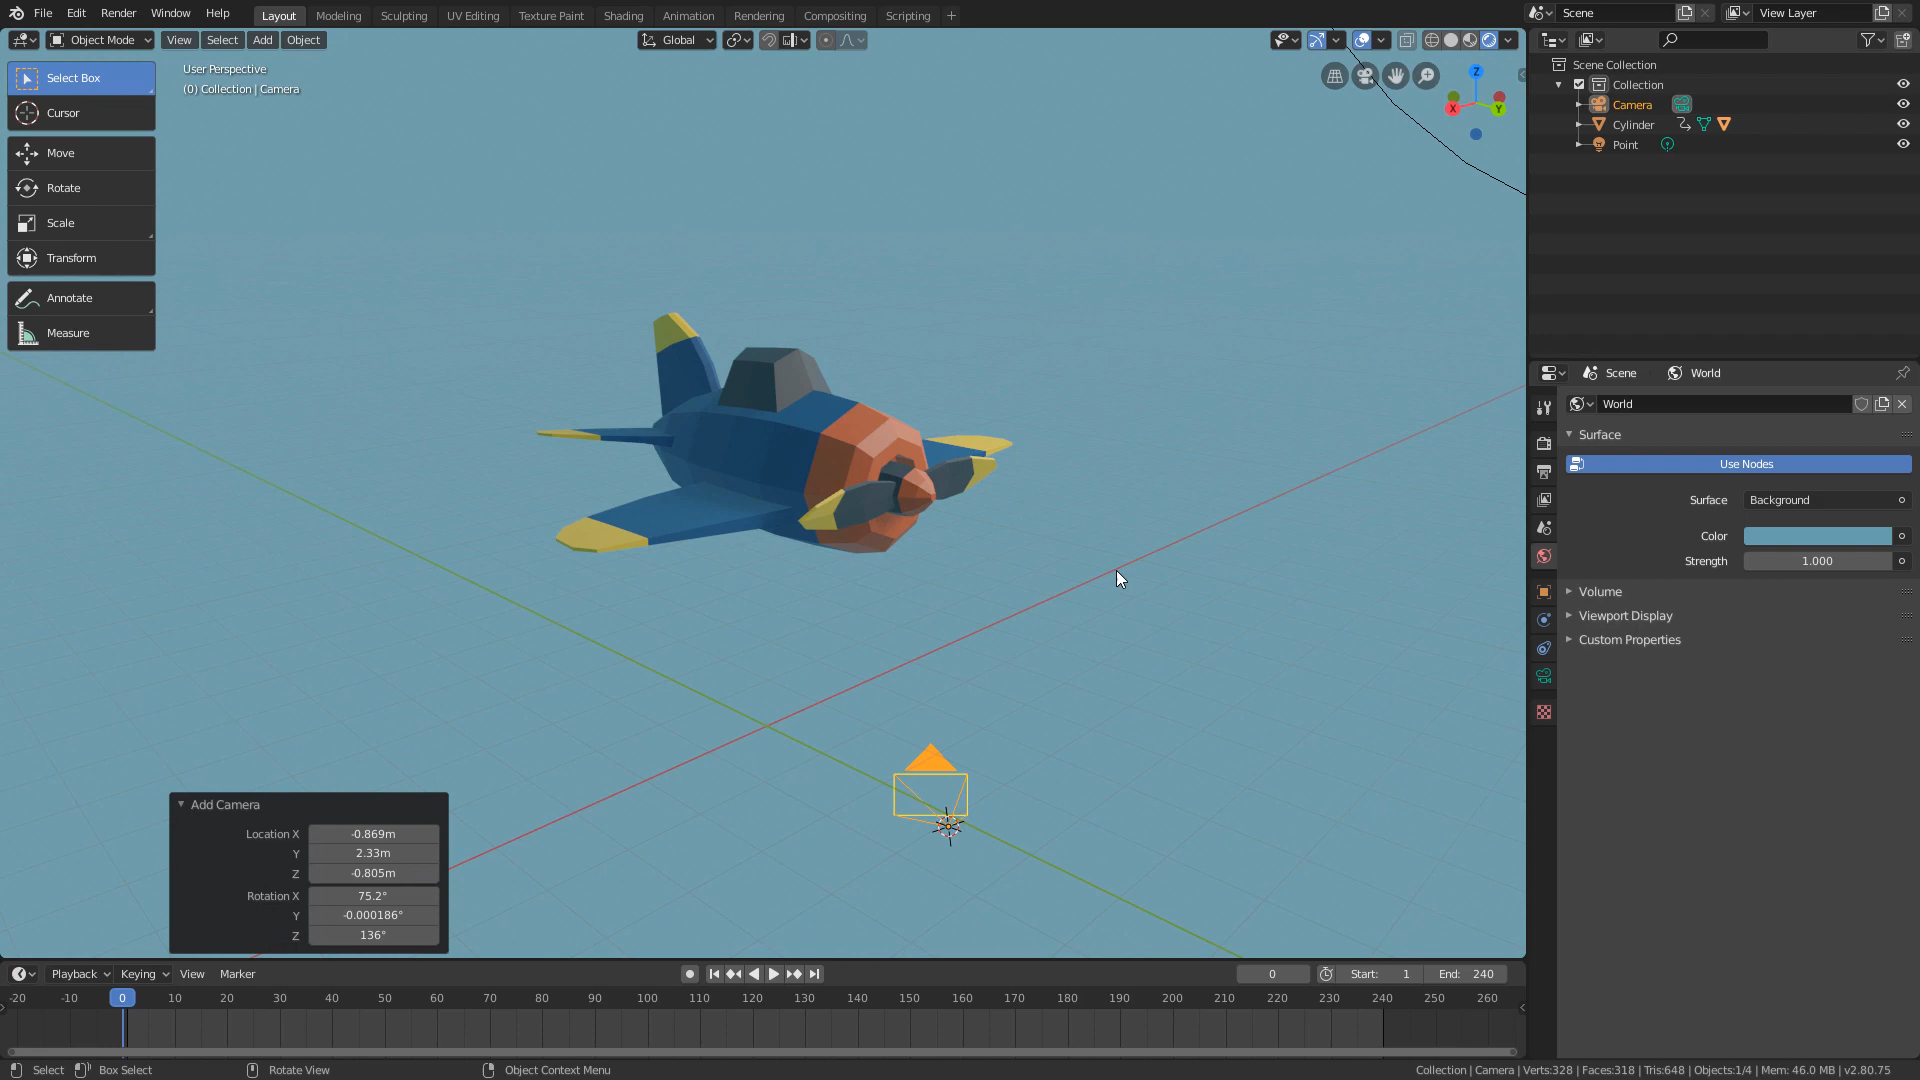 File Edit Render Window Help Layout Modeling Sculpting UV Editing Texture Paint Shading Animation Rendering Compositing Scripting + Scene View Layer
Object Mode View Select Add Object Global
Select Box
Cursor
Move
Rotate
Scale
Transform
Annotate
Measure
User Perspective
(0) Collection | Camera
Z
X
Y
Scene Collection
Collection
Camera
Cylinder
Point
Scene World
World
Surface
Use Nodes
Surface Background
Color
Strength 1.000
Volume
Viewport Display
Custom Properties
Add Camera
Location X -0.869m
Y 2.33m
Z -0.805m
Rotation X 75.2°
Y -0.000186°
Z 136°
Playback Keying View Marker 0 Start: 1 End: 240
-20 -10 0 10 20 30 40 50 60 70 80 90 100 110 120 130 140 150 160 170 180 190 200 210 220 230 240 250 260
Select Box Select Rotate View Object Context Menu Collection | Camera | Verts:328 | Faces:318 | Tris:648 | Objects:1/4 | Mem: 46.0 MB | v2.80.75